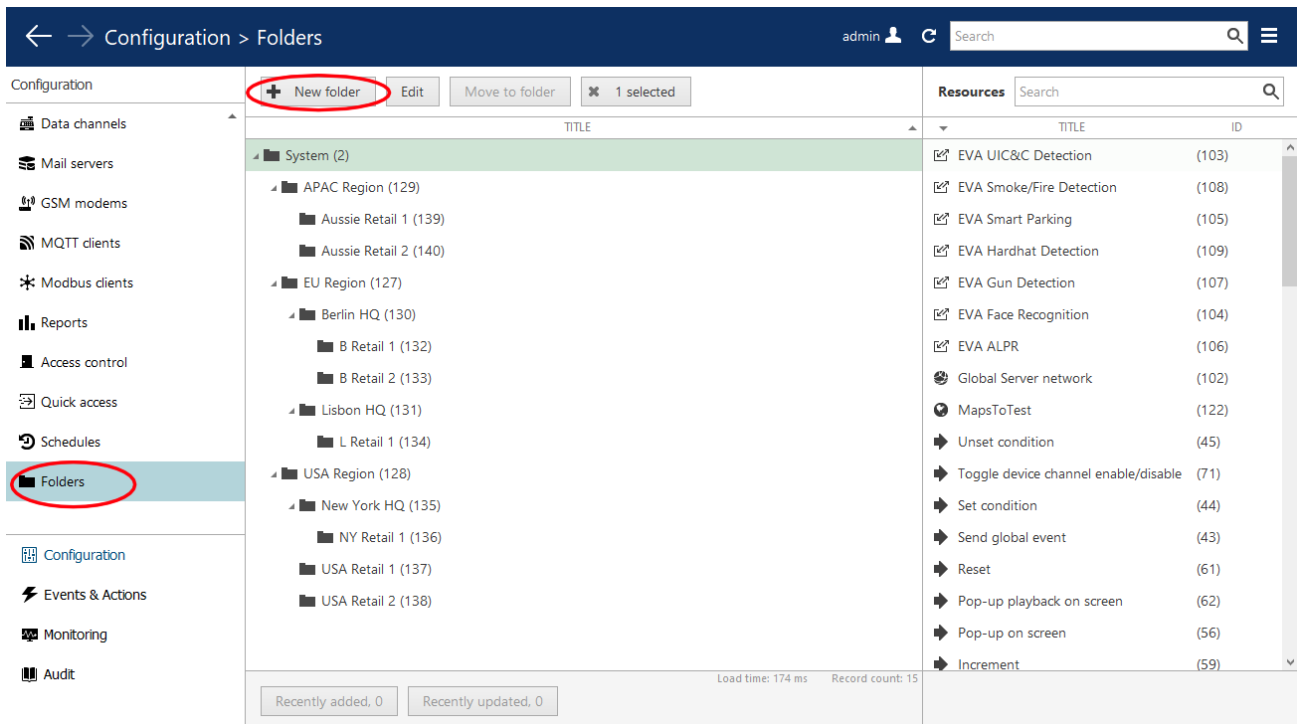 Configuration > Folders
admin
Search
Configuration
Data channels
Mail servers
GSM modems
MQTT clients
Modbus clients
Reports
Access control
Quick access
Schedules
Folders
Configuration
Events & Actions
Monitoring
Audit
New folder
Edit
Move to folder
1 selected
TITLE
System (2)
APAC Region (129)
Aussie Retail 1 (139)
Aussie Retail 2 (140)
EU Region (127)
Berlin HQ (130)
B Retail 1 (132)
B Retail 2 (133)
Lisbon HQ (131)
L Retail 1 (134)
USA Region (128)
New York HQ (135)
NY Retail 1 (136)
USA Retail 1 (137)
USA Retail 2 (138)
Load time: 174 ms Record count: 15
Recently added, 0
Recently updated, 0
Resources Search
TITLE ID
EVA UIC&C Detection (103)
EVA Smoke/Fire Detection (108)
EVA Smart Parking (105)
EVA Hardhat Detection (109)
EVA Gun Detection (107)
EVA Face Recognition (104)
EVA ALPR (106)
Global Server network (102)
MapsToTest (122)
Unset condition (45)
Toggle device channel enable/disable (71)
Set condition (44)
Send global event (43)
Reset (61)
Pop-up playback on screen (62)
Pop-up on screen (56)
Increment (59)